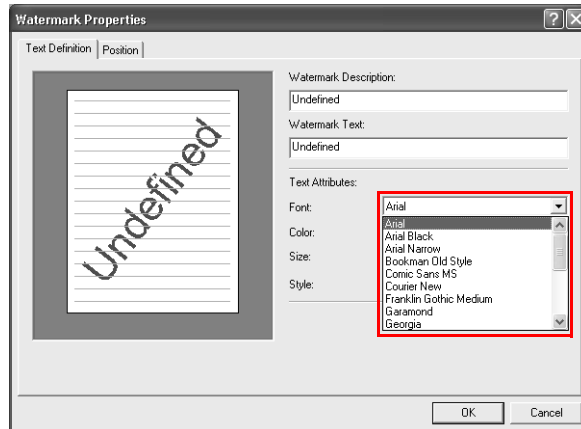 Watermark Properties
Text Definition
Position
Undefined
Watermark Description:
Undefined
Watermark Text:
Undefined
Text Attributes:
Font:
Arial
Color:
Size:
Style:
Arial
Arial Black
Arial Narrow
Bookman Old Style
Comic Sans MS
Courier New
Franklin Gothic Medium
Garamond
Georgia
OK
Cancel